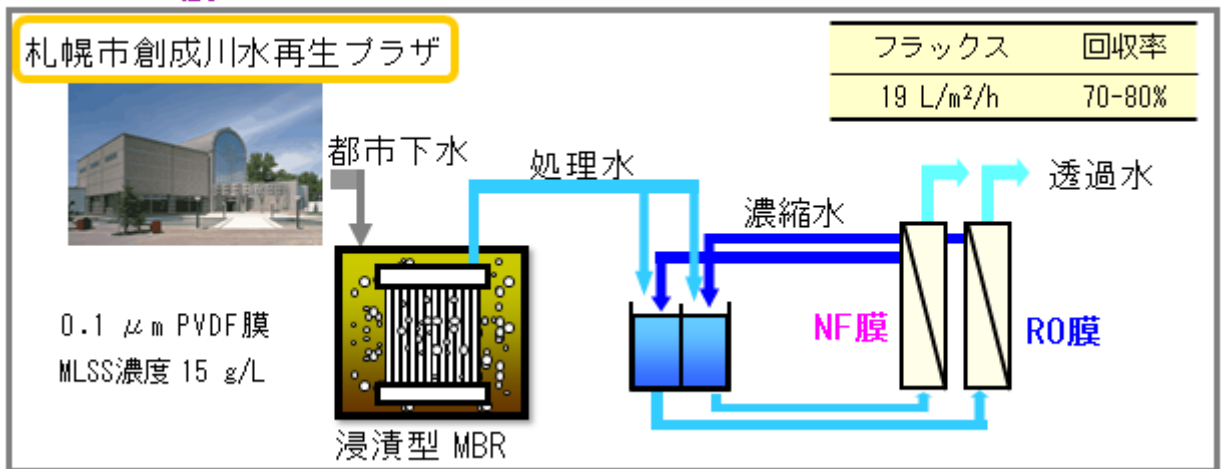 札幌市創成川水再生プラザ
フラックス 回収率
19 L/m²/h 70-80%
都市下水
処理水
透過水
濃縮水
0.1 μm PVDF膜
MLSS濃度 15 g/L
NF膜
RO膜
浸漬型 MBR